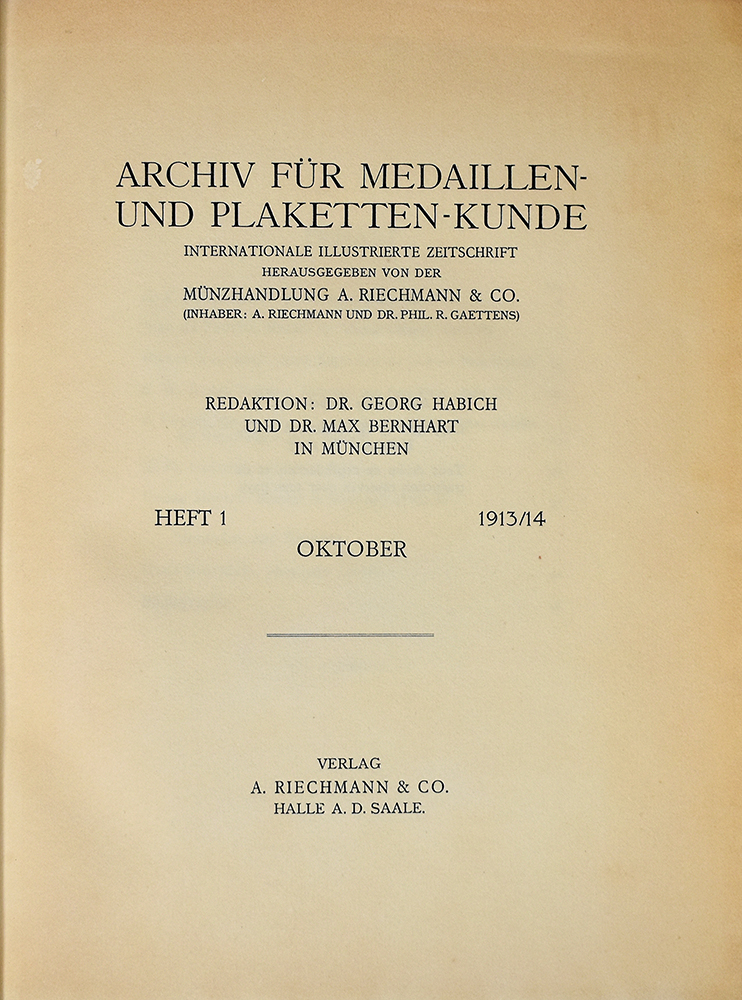 ARCHIV FÜR MEDAILLEN-
UND PLAKETTEN-KUNDE
INTERNATIONALE ILLUSTRIERTE ZEITSCHRIFT
HERAUSGEGEBEN VON DER
MÜNZHANDLUNG A. RIECHMANN & CO.
(INHABER: A. RIECHMANN UND DR. PHIL. R. GAETTENS)
REDAKTION: DR. GEORG HABICH
UND DR. MAX BERNHART
IN MÜNCHEN
HEFT 1 1913/14
OKTOBER
VERLAG
A. RIECHMANN & CO.
HALLE A. D. SAALE.